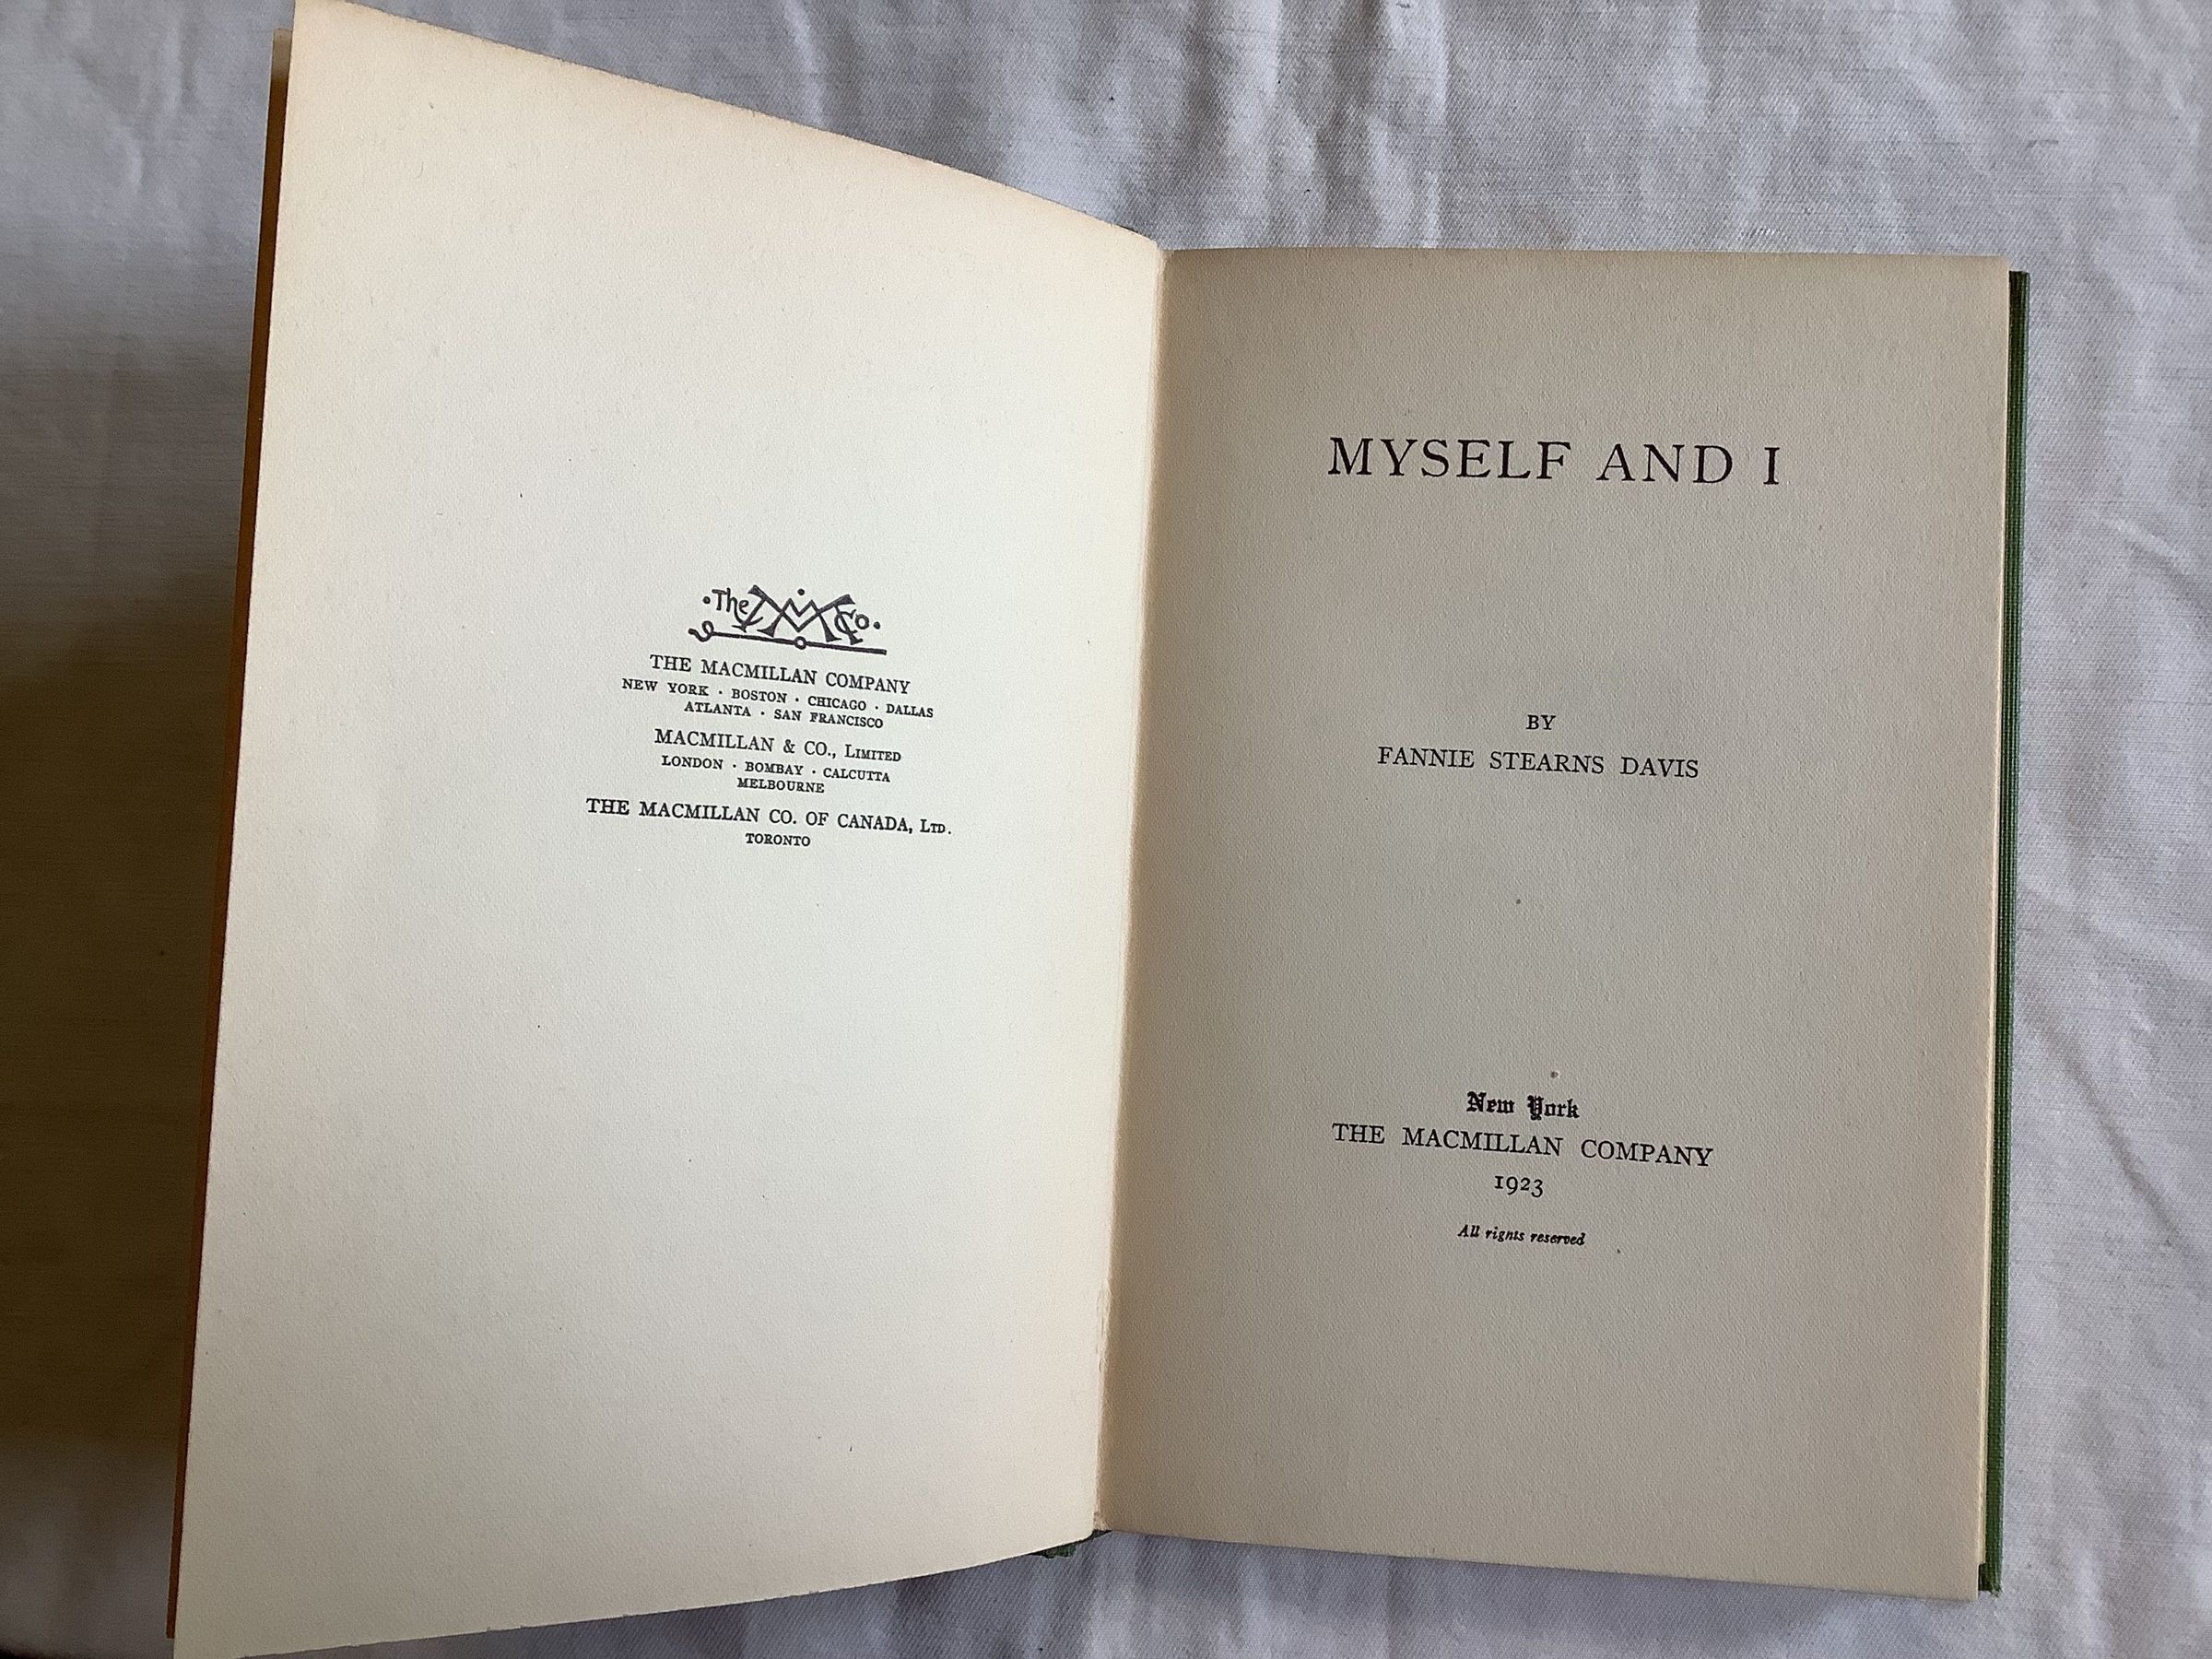 ·The M Co.·
THE MACMILLAN COMPANY
NEW YORK · BOSTON · CHICAGO · DALLAS
ATLANTA · SAN FRANCISCO
MACMILLAN & CO., LIMITED
LONDON · BOMBAY · CALCUTTA
MELBOURNE
THE MACMILLAN CO. OF CANADA, LTD.
TORONTO
MYSELF AND I
BY
FANNIE STEARNS DAVIS
New York
THE MACMILLAN COMPANY
1923
All rights reserved